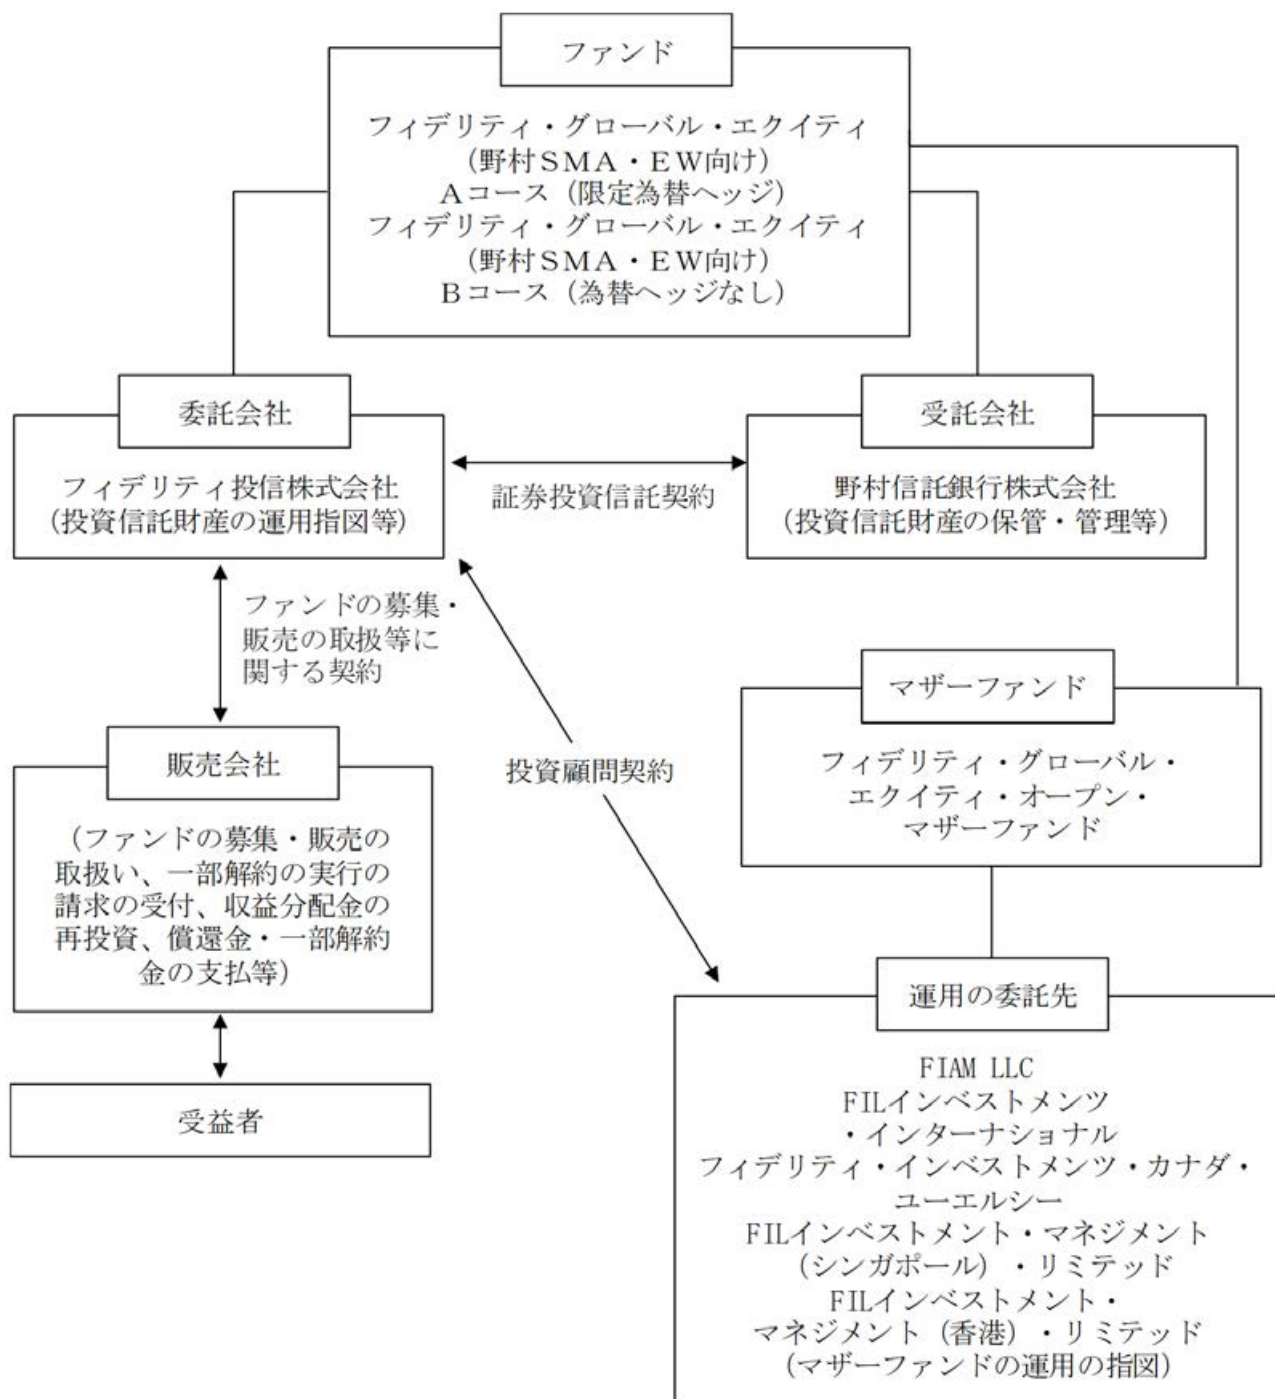 ファンド
フィデリティ・グローバル・エクイティ
（野村ＳＭＡ・ＥＷ向け）
Ａコース（限定為替ヘッジ）
フィデリティ・グローバル・エクイティ
（野村ＳＭＡ・ＥＷ向け）
Ｂコース（為替ヘッジなし）
委託会社
フィデリティ投信株式会社
（投資信託財産の運用指図等）
証券投資信託契約
受託会社
野村信託銀行株式会社
（投資信託財産の保管・管理等）
ファンドの募集・
販売の取扱等に
関する契約
投資顧問契約
マザーファンド
フィデリティ・グローバル・
エクイティ・オープン・
マザーファンド
販売会社
（ファンドの募集・販売の
取扱い、一部解約の実行の
請求の受付、収益分配金の
再投資、償還金・一部解約
金の支払等）
受益者
運用の委託先
FIAM LLC
FILインベストメンツ
・インターナショナル
フィデリティ・インベストメンツ・カナダ・
ユーエルシー
FILインベストメント・マネジメント
（シンガポール）・リミテッド
FILインベストメント・
マネジメント（香港）・リミテッド
（マザーファンドの運用の指図）